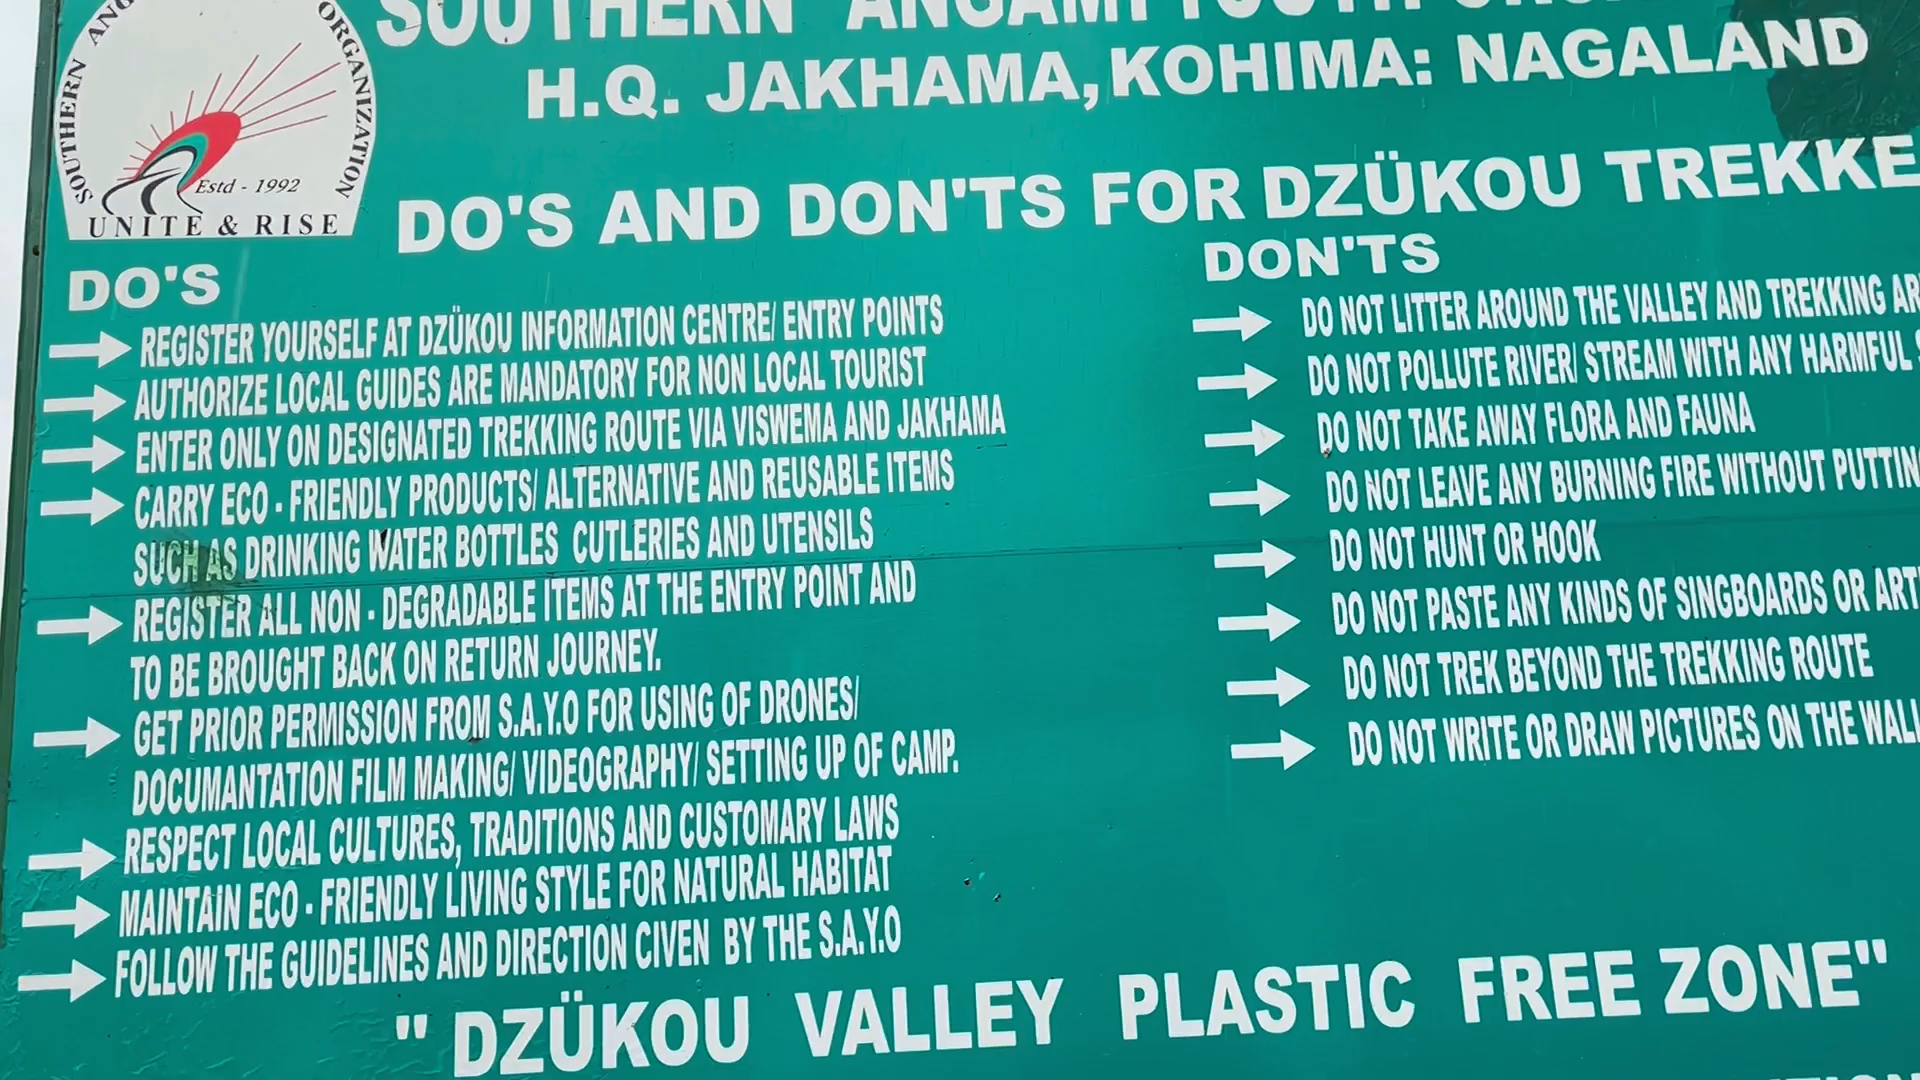 SOUTHERN ANGAMI YOUTH
H.Q. JAKHAMA, KOHIMA: NAGALAND
SOUTHERN
ORGANIZATION
Estd - 1992
UNITE & RISE
DO'S AND DON'TS FOR DZÜKOU TREKKE
DO'S
REGISTER YOURSELF AT DZÜKOU INFORMATION CENTRE/ ENTRY POINTS
AUTHORIZE LOCAL GUIDES ARE MANDATORY FOR NON LOCAL TOURIST
ENTER ONLY ON DESIGNATED TREKKING ROUTE VIA VISWEMA AND JAKHAMA
CARRY ECO - FRIENDLY PRODUCTS/ ALTERNATIVE AND REUSABLE ITEMS
SUCH AS DRINKING WATER BOTTLES CUTLERIES AND UTENSILS
REGISTER ALL NON - DEGRADABLE ITEMS AT THE ENTRY POINT AND
TO BE BROUGHT BACK ON RETURN JOURNEY.
GET PRIOR PERMISSION FROM S.A.Y.O FOR USING OF DRONES/
DOCUMANTATION FILM MAKING/ VIDEOGRAPHY/ SETTING UP OF CAMP.
RESPECT LOCAL CULTURES, TRADITIONS AND CUSTOMARY LAWS
MAINTAIN ECO - FRIENDLY LIVING STYLE FOR NATURAL HABITAT
FOLLOW THE GUIDELINES AND DIRECTION CIVEN BY THE S.A.Y.O
DON'TS
DO NOT LITTER AROUND THE VALLEY AND TREKKING AR
DO NOT POLLUTE RIVER/ STREAM WITH ANY HARMFUL
DO NOT TAKE AWAY FLORA AND FAUNA
DO NOT LEAVE ANY BURNING FIRE WITHOUT PUTTIN
DO NOT HUNT OR HOOK
DO NOT PASTE ANY KINDS OF SINGBOARDS OR ART
DO NOT TREK BEYOND THE TREKKING ROUTE
DO NOT WRITE OR DRAW PICTURES ON THE WALL
" DZÜKOU VALLEY PLASTIC FREE ZONE"